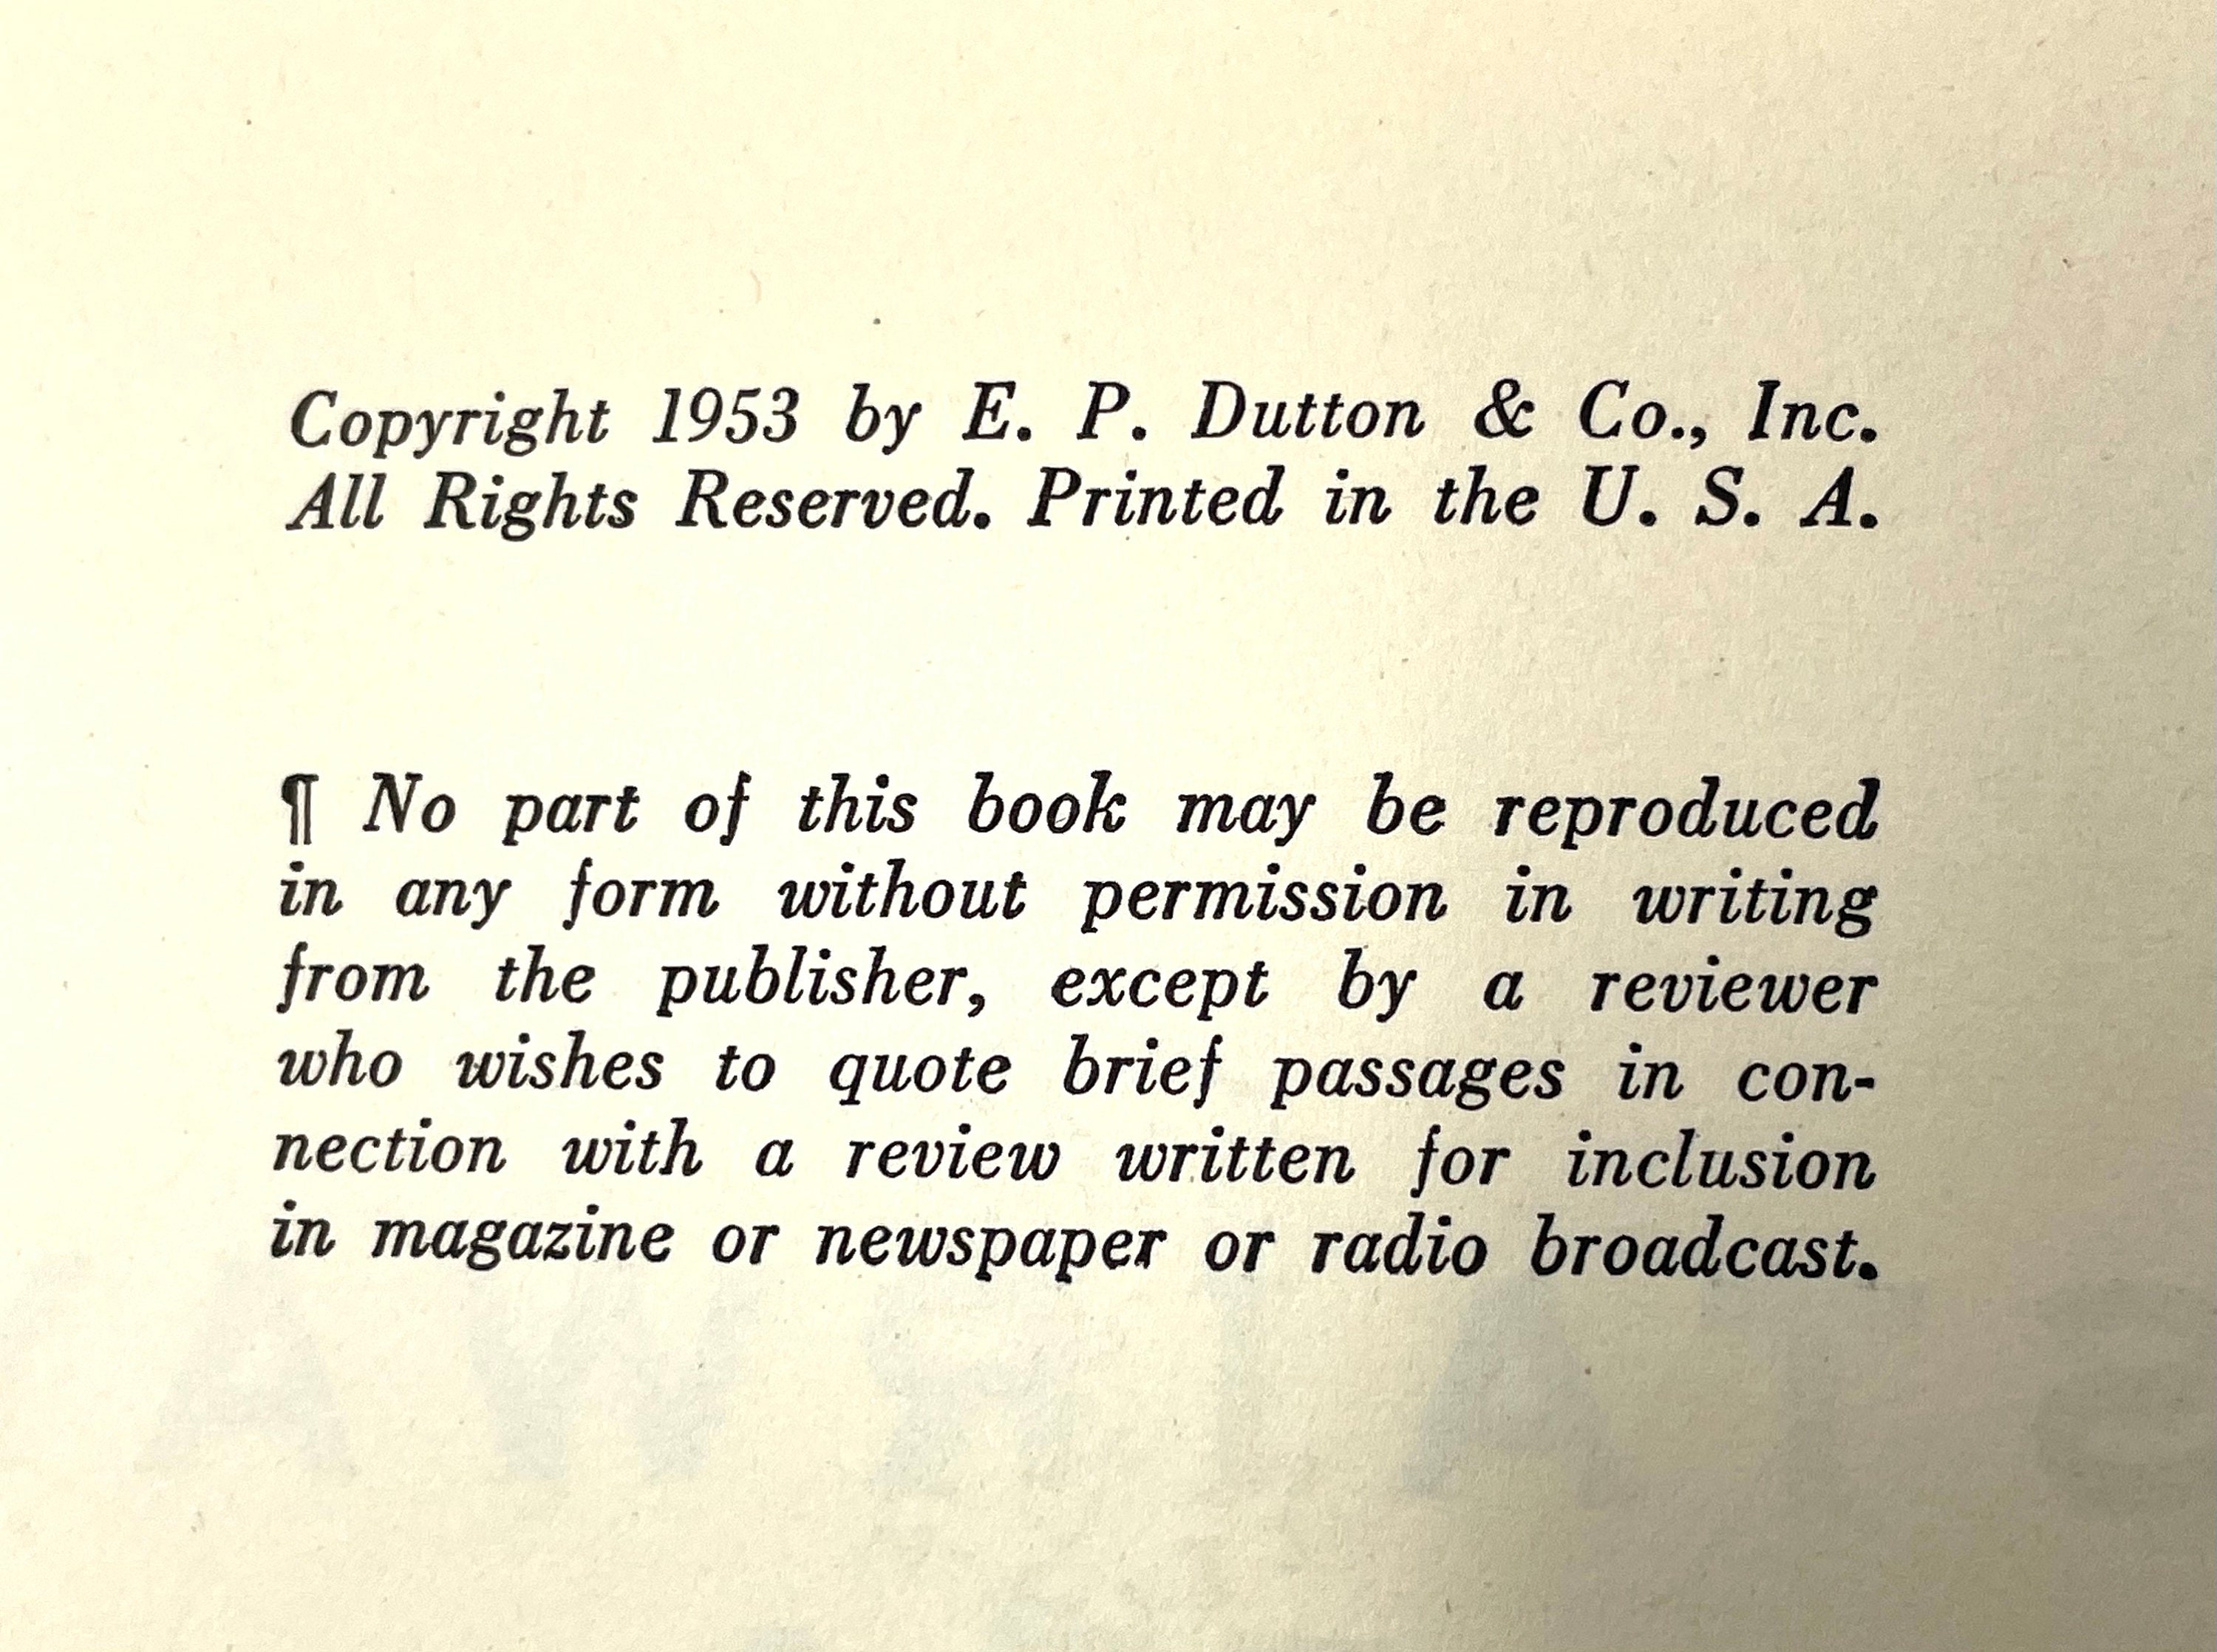 Copyright 1953 by E. P. Dutton & Co., Inc.
All Rights Reserved. Printed in the U. S. A.
¶ No part of this book may be reproduced
in any form without permission in writing
from the publisher, except by a reviewer
who wishes to quote brief passages in con-
nection with a review written for inclusion
in magazine or newspaper or radio broadcast.